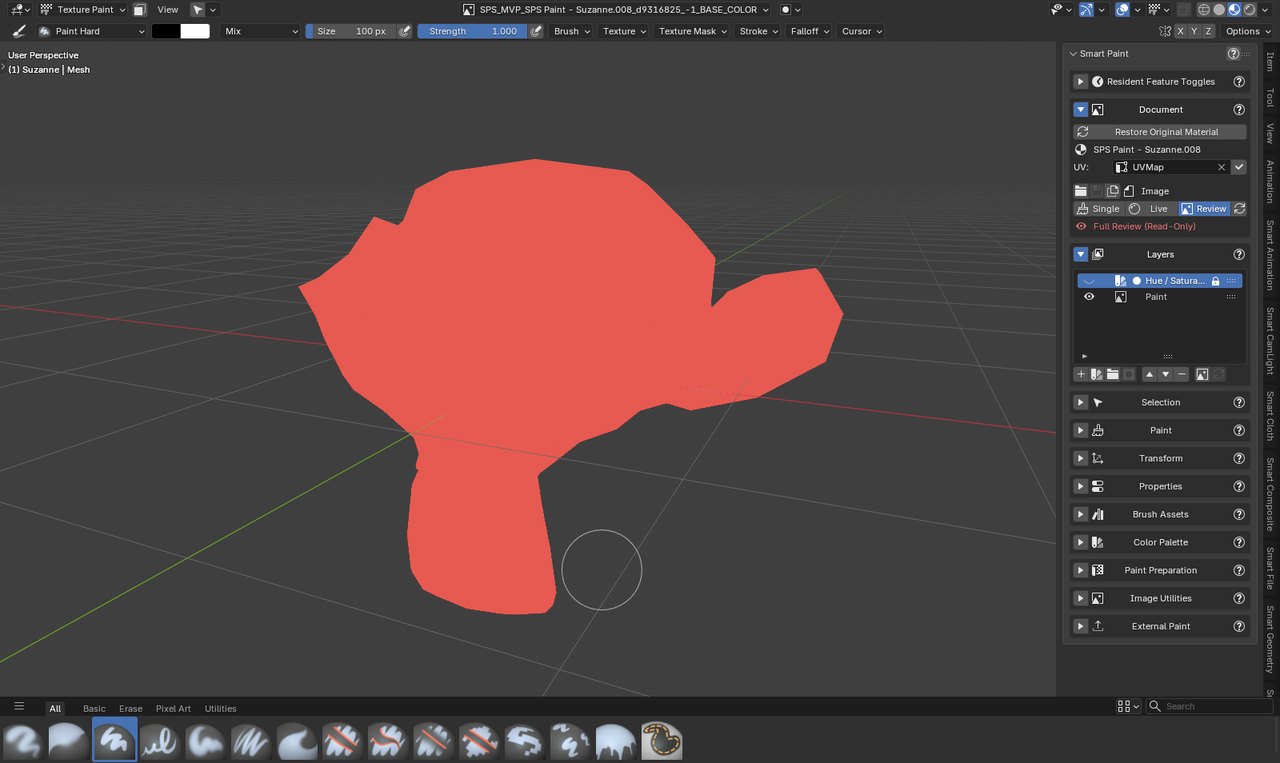 Texture Paint
View
SPS_MVP_SPS Paint - Suzanne.008_d9316825_-1_BASE_COLOR
Paint Hard
Mix
Size 100 px
Strength 1.000
Brush
Texture
Texture Mask
Stroke
Falloff
Cursor
X Y Z
Options
User Perspective
(1) Suzanne | Mesh
Smart Paint
Resident Feature Toggles
Document
Restore Original Material
SPS Paint - Suzanne.008
UV: UVMap
Image
Single Live Review
Full Review (Read-Only)
Layers
Hue / Satura...
Paint
Selection
Paint
Transform
Properties
Brush Assets
Color Palette
Paint Preparation
Image Utilities
External Paint
Item
Tool
View
Animation
Smart Animation
Smart CamLight
Smart Cloth
Smart Composite
Smart File
Smart Geometry
All Basic Erase Pixel Art Utilities
Search